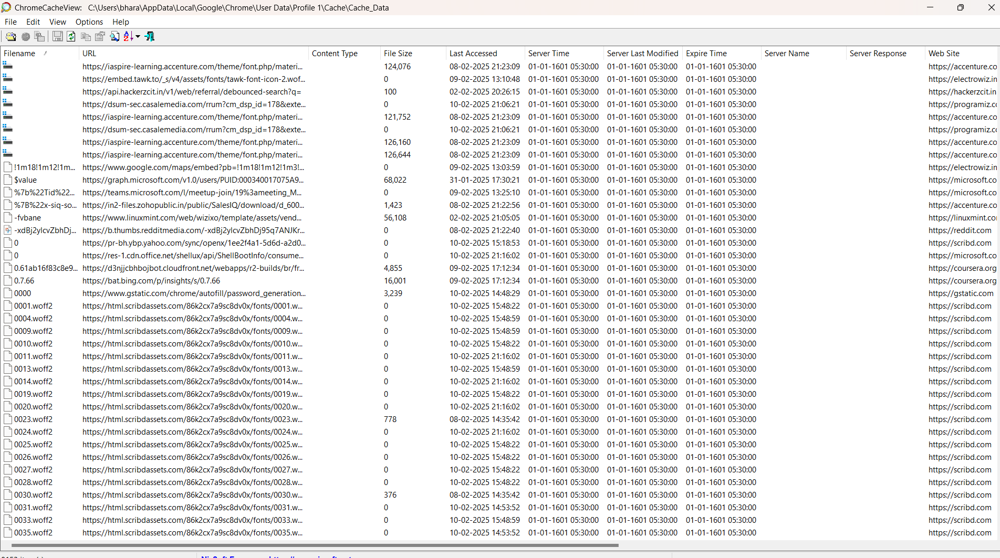 ChromeCacheView: C:\Users\bhara\AppData\Local\Google\Chrome\User Data\Profile 1\Cache\Cache_Data
File Edit View Options Help
Filename URL Content Type File Size Last Accessed Server Time Server Last Modified Expire Time Server Name Server Response Web Site
https://iaspire-learning.accenture.com/theme/font.php/materi... 124,076 08-02-2025 21:23:09 01-01-1601 05:30:00 01-01-1601 05:30:00 01-01-1601 05:30:00 https://accenture.co
https://embed.tawk.to/_s/v4/assets/fonts/tawk-font-icon-2.wof... 0 09-02-2025 13:10:48 01-01-1601 05:30:00 01-01-1601 05:30:00 01-01-1601 05:30:00 https://electrowiz.in
https://api.hackerzcit.in/v1/web/referral/debounced-search?q= 100 02-02-2025 20:26:15 01-01-1601 05:30:00 01-01-1601 05:30:00 01-01-1601 05:30:00 https://hackerzcit.in
https://dsum-sec.casalemedia.com/rrum?cm_dsp_id=178&exte... 0 10-02-2025 21:06:21 01-01-1601 05:30:00 01-01-1601 05:30:00 01-01-1601 05:30:00 https://programiz.co
https://iaspire-learning.accenture.com/theme/font.php/materi... 121,752 08-02-2025 21:23:09 01-01-1601 05:30:00 01-01-1601 05:30:00 01-01-1601 05:30:00 https://accenture.co
https://dsum-sec.casalemedia.com/rrum?cm_dsp_id=178&exte... 0 10-02-2025 21:06:21 01-01-1601 05:30:00 01-01-1601 05:30:00 01-01-1601 05:30:00 https://programiz.co
https://iaspire-learning.accenture.com/theme/font.php/materi... 126,160 08-02-2025 21:23:09 01-01-1601 05:30:00 01-01-1601 05:30:00 01-01-1601 05:30:00 https://accenture.co
https://iaspire-learning.accenture.com/theme/font.php/materi... 126,644 08-02-2025 21:23:09 01-01-1601 05:30:00 01-01-1601 05:30:00 01-01-1601 05:30:00 https://accenture.co
!1m18!1m12!1m... https://www.google.com/maps/embed?pb=!1m18!1m12!1m3!... 0 09-02-2025 13:03:59 01-01-1601 05:30:00 01-01-1601 05:30:00 01-01-1601 05:30:00 https://electrowiz.in
$value https://graph.microsoft.com/v1.0/users/PUID:000340017075A9... 68,022 31-01-2025 17:30:21 01-01-1601 05:30:00 01-01-1601 05:30:00 01-01-1601 05:30:00 https://microsoft.co
%7b%22Tid%22... https://teams.microsoft.com/l/meetup-join/19%3ameeting_M... 0 09-02-2025 13:25:10 01-01-1601 05:30:00 01-01-1601 05:30:00 01-01-1601 05:30:00 https://microsoft.co
%7B%22x-siq-so... https://in2-files.zohopublic.in/public/SalesIQ/download/d_600... 1,423 08-02-2025 21:22:56 01-01-1601 05:30:00 01-01-1601 05:30:00 01-01-1601 05:30:00 https://accenture.co
-fvbane https://www.linuxmint.com/web/wizixo/template/assets/vend... 56,108 02-02-2025 21:05:05 01-01-1601 05:30:00 01-01-1601 05:30:00 01-01-1601 05:30:00 https://linuxmint.co
-xdBj2ylcvZbhDj... https://b.thumbs.redditmedia.com/-xdBj2ylcvZbhDj95q7ANJKr... 0 08-02-2025 21:22:40 01-01-1601 05:30:00 01-01-1601 05:30:00 01-01-1601 05:30:00 https://reddit.com
0 https://pr-bh.ybp.yahoo.com/sync/openx/1ee2f4a1-5d6d-a2d0... 0 10-02-2025 15:18:53 01-01-1601 05:30:00 01-01-1601 05:30:00 01-01-1601 05:30:00 https://scribd.com
0 https://res-1.cdn.office.net/shellux/api/ShellBootInfo/consume... 0 10-02-2025 21:16:02 01-01-1601 05:30:00 01-01-1601 05:30:00 01-01-1601 05:30:00 https://microsoft.co
0.61ab16f83c8e9... https://d3njjcbhbojbot.cloudfront.net/webapps/r2-builds/br/fr... 4,855 09-02-2025 17:12:34 01-01-1601 05:30:00 01-01-1601 05:30:00 01-01-1601 05:30:00 https://coursera.org
0.7.66 https://bat.bing.com/p/insights/s/0.7.66 16,001 09-02-2025 17:12:34 01-01-1601 05:30:00 01-01-1601 05:30:00 01-01-1601 05:30:00 https://coursera.org
0000 https://www.gstatic.com/chrome/autofill/password_generation... 3,239 10-02-2025 14:48:29 01-01-1601 05:30:00 01-01-1601 05:30:00 01-01-1601 05:30:00 https://gstatic.com
0001.woff2 https://html.scribdassets.com/86k2cx7a9sc8dv0x/fonts/0001.w... 0 10-02-2025 15:48:22 01-01-1601 05:30:00 01-01-1601 05:30:00 01-01-1601 05:30:00 https://scribd.com
0004.woff2 https://html.scribdassets.com/86k2cx7a9sc8dv0x/fonts/0004.w... 0 10-02-2025 15:48:59 01-01-1601 05:30:00 01-01-1601 05:30:00 01-01-1601 05:30:00 https://scribd.com
0009.woff2 https://html.scribdassets.com/86k2cx7a9sc8dv0x/fonts/0009.w... 0 10-02-2025 15:48:59 01-01-1601 05:30:00 01-01-1601 05:30:00 01-01-1601 05:30:00 https://scribd.com
0010.woff2 https://html.scribdassets.com/86k2cx7a9sc8dv0x/fonts/0010.w... 0 10-02-2025 15:48:22 01-01-1601 05:30:00 01-01-1601 05:30:00 01-01-1601 05:30:00 https://scribd.com
0011.woff2 https://html.scribdassets.com/86k2cx7a9sc8dv0x/fonts/0011.w... 0 10-02-2025 21:16:02 01-01-1601 05:30:00 01-01-1601 05:30:00 01-01-1601 05:30:00 https://scribd.com
0013.woff2 https://html.scribdassets.com/86k2cx7a9sc8dv0x/fonts/0013.w... 0 10-02-2025 15:48:59 01-01-1601 05:30:00 01-01-1601 05:30:00 01-01-1601 05:30:00 https://scribd.com
0014.woff2 https://html.scribdassets.com/86k2cx7a9sc8dv0x/fonts/0014.w... 0 10-02-2025 21:16:02 01-01-1601 05:30:00 01-01-1601 05:30:00 01-01-1601 05:30:00 https://scribd.com
0019.woff2 https://html.scribdassets.com/86k2cx7a9sc8dv0x/fonts/0019.w... 0 10-02-2025 15:48:22 01-01-1601 05:30:00 01-01-1601 05:30:00 01-01-1601 05:30:00 https://scribd.com
0020.woff2 https://html.scribdassets.com/86k2cx7a9sc8dv0x/fonts/0020.w... 0 10-02-2025 21:16:02 01-01-1601 05:30:00 01-01-1601 05:30:00 01-01-1601 05:30:00 https://scribd.com
0023.woff2 https://html.scribdassets.com/86k2cx7a9sc8dv0x/fonts/0023.w... 778 08-02-2025 14:35:42 01-01-1601 05:30:00 01-01-1601 05:30:00 01-01-1601 05:30:00 https://scribd.com
0024.woff2 https://html.scribdassets.com/86k2cx7a9sc8dv0x/fonts/0024.w... 0 10-02-2025 21:16:02 01-01-1601 05:30:00 01-01-1601 05:30:00 01-01-1601 05:30:00 https://scribd.com
0025.woff2 https://html.scribdassets.com/86k2cx7a9sc8dv0x/fonts/0025.w... 0 10-02-2025 15:48:22 01-01-1601 05:30:00 01-01-1601 05:30:00 01-01-1601 05:30:00 https://scribd.com
0026.woff2 https://html.scribdassets.com/86k2cx7a9sc8dv0x/fonts/0026.w... 0 10-02-2025 15:48:22 01-01-1601 05:30:00 01-01-1601 05:30:00 01-01-1601 05:30:00 https://scribd.com
0027.woff2 https://html.scribdassets.com/86k2cx7a9sc8dv0x/fonts/0027.w... 0 10-02-2025 15:48:22 01-01-1601 05:30:00 01-01-1601 05:30:00 01-01-1601 05:30:00 https://scribd.com
0028.woff2 https://html.scribdassets.com/86k2cx7a9sc8dv0x/fonts/0028.w... 0 10-02-2025 15:48:22 01-01-1601 05:30:00 01-01-1601 05:30:00 01-01-1601 05:30:00 https://scribd.com
0030.woff2 https://html.scribdassets.com/86k2cx7a9sc8dv0x/fonts/0030.w... 376 08-02-2025 14:35:42 01-01-1601 05:30:00 01-01-1601 05:30:00 01-01-1601 05:30:00 https://scribd.com
0031.woff2 https://html.scribdassets.com/86k2cx7a9sc8dv0x/fonts/0031.w... 0 10-02-2025 14:53:52 01-01-1601 05:30:00 01-01-1601 05:30:00 01-01-1601 05:30:00 https://scribd.com
0033.woff2 https://html.scribdassets.com/86k2cx7a9sc8dv0x/fonts/0033.w... 0 10-02-2025 15:48:59 01-01-1601 05:30:00 01-01-1601 05:30:00 01-01-1601 05:30:00 https://scribd.com
0035.woff2 https://html.scribdassets.com/86k2cx7a9sc8dv0x/fonts/0035.w... 0 10-02-2025 14:53:52 01-01-1601 05:30:00 01-01-1601 05:30:00 01-01-1601 05:30:00 https://scribd.com